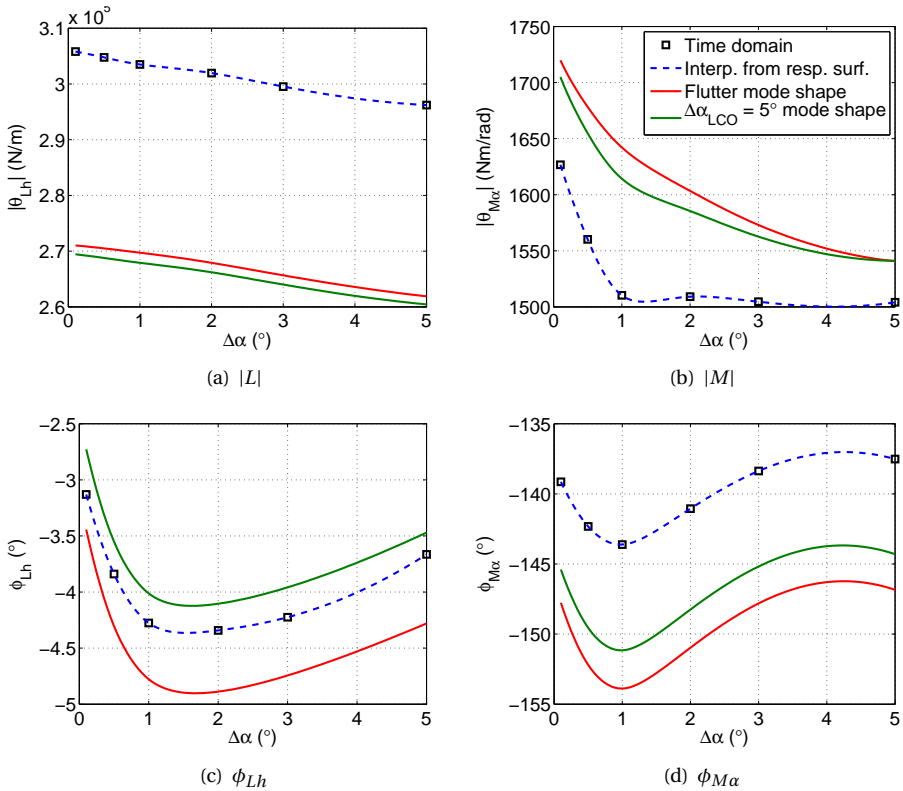 x 10⁵
3.1
3
2.9
2.8
2.7
2.6
0
1
2
3
4
5
|θ_Lh| (N/m)
Δα (°)
(a) |L|
1750
1700
1650
1600
1550
1500
0
1
2
3
4
5
|θ_Mα| (Nm/rad)
Δα (°)
Time domain
Interp. from resp. surf.
Flutter mode shape
Δα_LCO = 5° mode shape
(b) |M|
−2.5
−3
−3.5
−4
−4.5
−5
0
1
2
3
4
5
ϕ_Lh (°)
Δα (°)
(c) ϕ_Lh
−135
−140
−145
−150
−155
0
1
2
3
4
5
ϕ_Mα (°)
Δα (°)
(d) ϕ_Mα